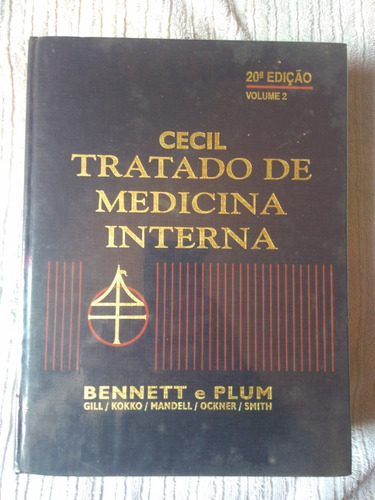 20ª EDIÇÃO
VOLUME 2
CECIL
TRATADO DE
MEDICINA
INTERNA
BENNETT e PLUM
GILL / KOKKO / MANDELL / OCKNER / SMITH